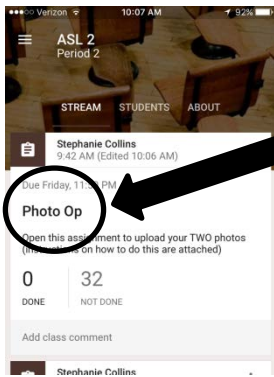 Verizon 10:07 AM 92%
ASL 2
Period 2
STREAM STUDENTS ABOUT
Stephanie Collins
9:42 AM (Edited 10:06 AM)
Due Friday, PM
Photo Op
Open this assignment to upload your TWO photos
(instructions on how to do this are attached)
0 32
DONE NOT DONE
Add class comment
Stephanie Collins